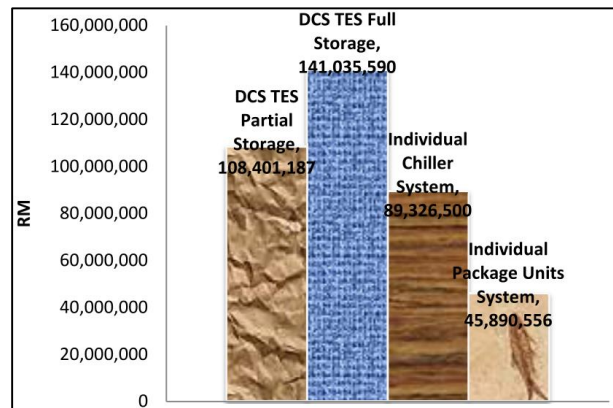 160,000,000
140,000,000
120,000,000
100,000,000
80,000,000
60,000,000
40,000,000
20,000,000
0
RM
DCS TES
Partial
Storage,
108,401,187
DCS TES Full
Storage,
141,035,590
Individual
Chiller
System,
89,326,500
Individual
Package Units
System,
45,890,556